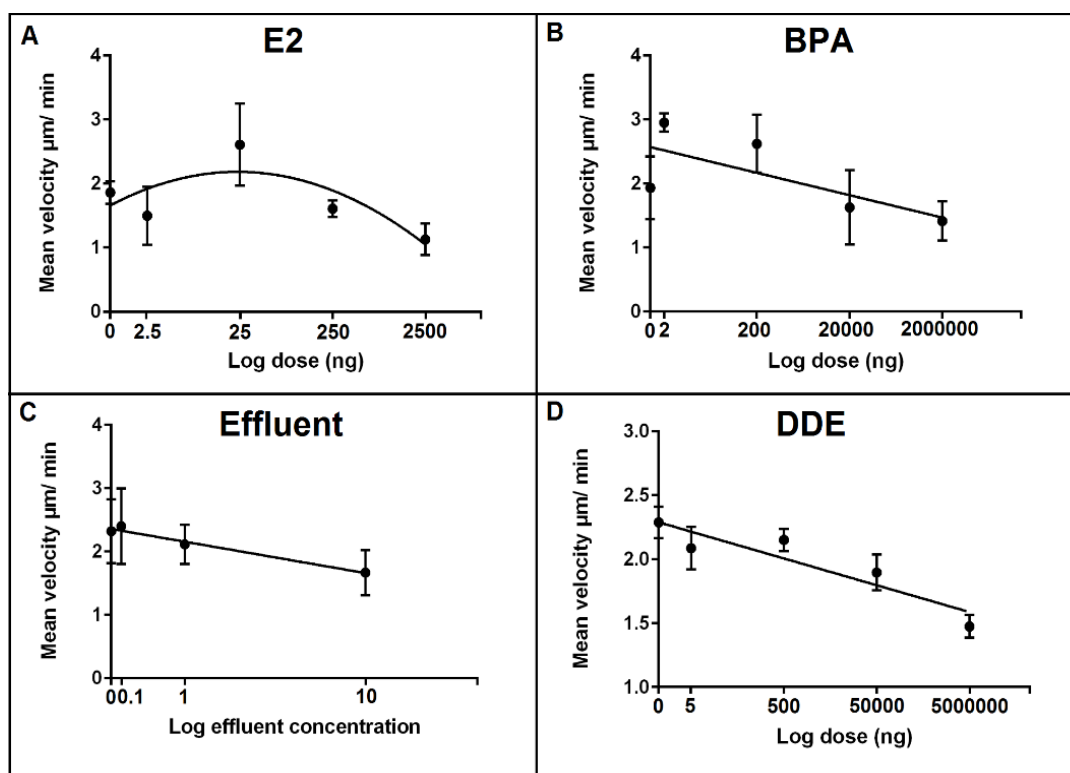 A
E2
Mean velocity µm/ min
4
3
2
1
0
0 2.5 25 250 2500
Log dose (ng)
B
BPA
Mean velocity µm/ min
4
3
2
1
0
0 2 200 20000 2000000
Log dose (ng)
C
Effluent
Mean velocity µm/ min
4
3
2
1
0
0 0.1 1 10
Log effluent concentration
D
DDE
Mean velocity µm/ min
3.0
2.5
2.0
1.5
1.0
0 5 500 50000 5000000
Log dose (ng)